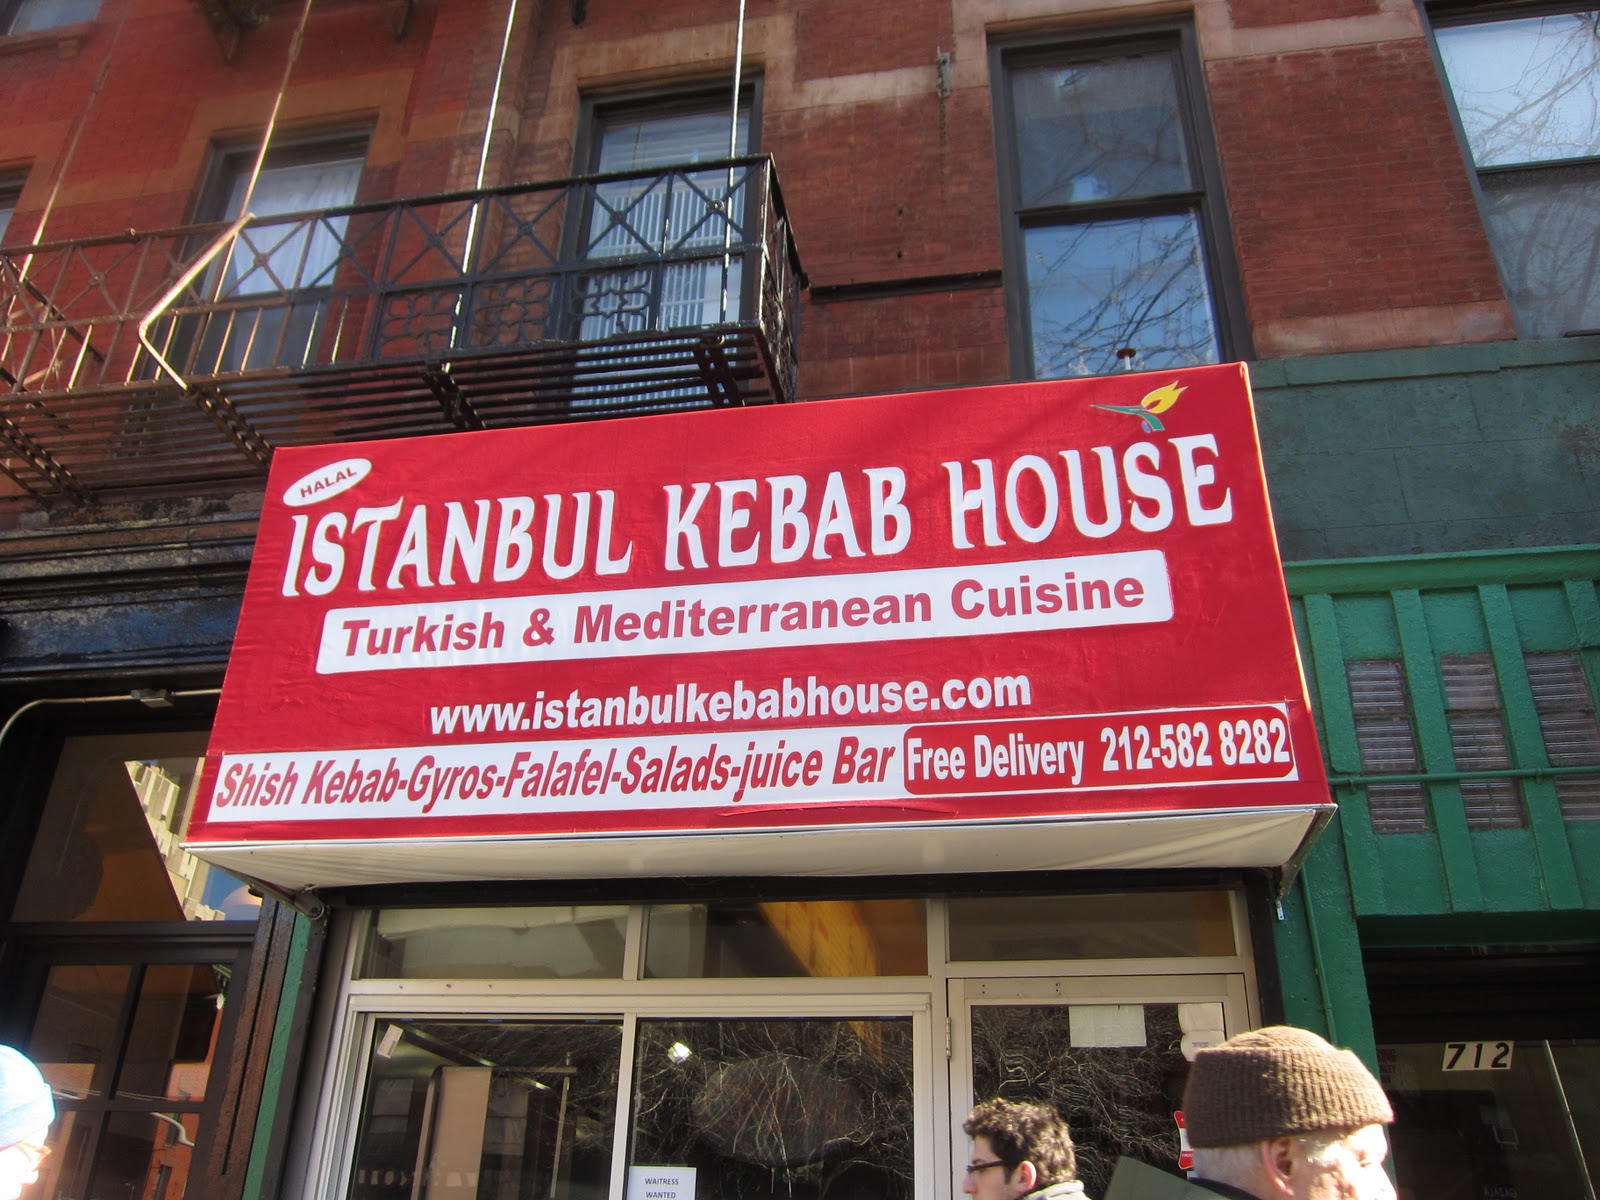 HALAL
ISTANBUL KEBAB HOUSE
Turkish & Mediterranean Cuisine
www.istanbulkebabhouse.com
Shish Kebab-Gyros-Falafel-Salads-juice Bar Free Delivery 212-582 8282
712
WAITRESS
WANTED